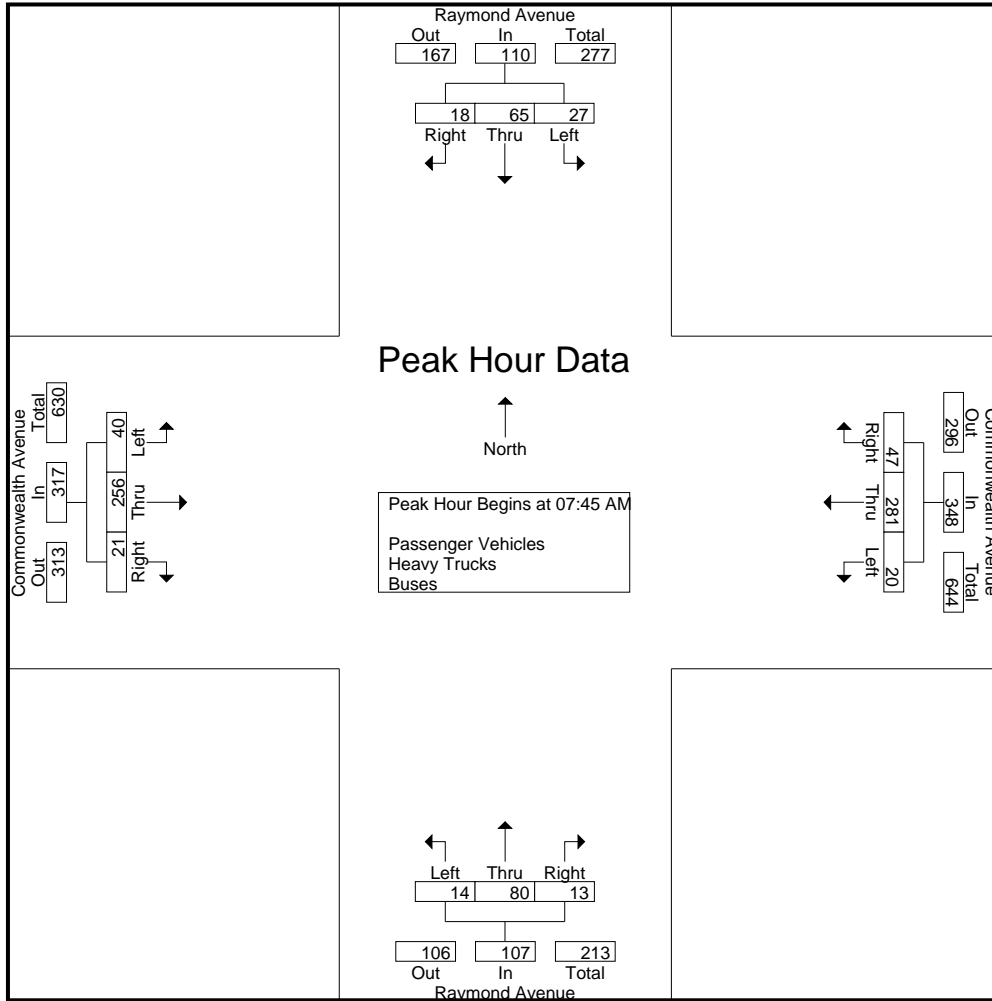 Raymond Avenue
Out In Total
167 110 277
18 65 27
Right Thru Left
Peak Hour Data
North
Peak Hour Begins at 07:45 AM
Passenger Vehicles
Heavy Trucks
Buses
Commonwealth Avenue
Total In Out
630 317 313
40 256 21
Left Thru Right
Commonwealth Avenue
Out In Total
296 348 644
47 281 20
Right Thru Left
Left Thru Right
14 80 13
106 107 213
Out In Total
Raymond Avenue